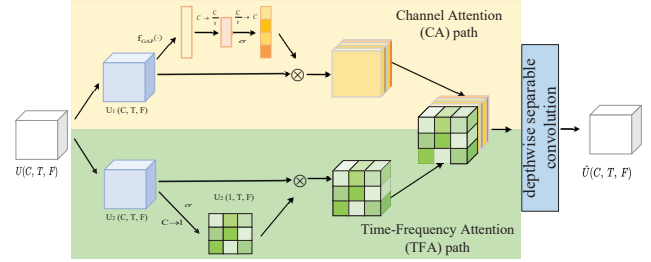 f_GAP(·)
C → C/r
C/r → C
σ
Channel Attention
(CA) path
U₁ (C, T, F)
U(C, T, F)
depthwise separable
convolution
Û(C, T, F)
U₂ (C, T, F)
σ
C→1
U₂ (1, T, F)
Time-Frequency Attention
(TFA) path